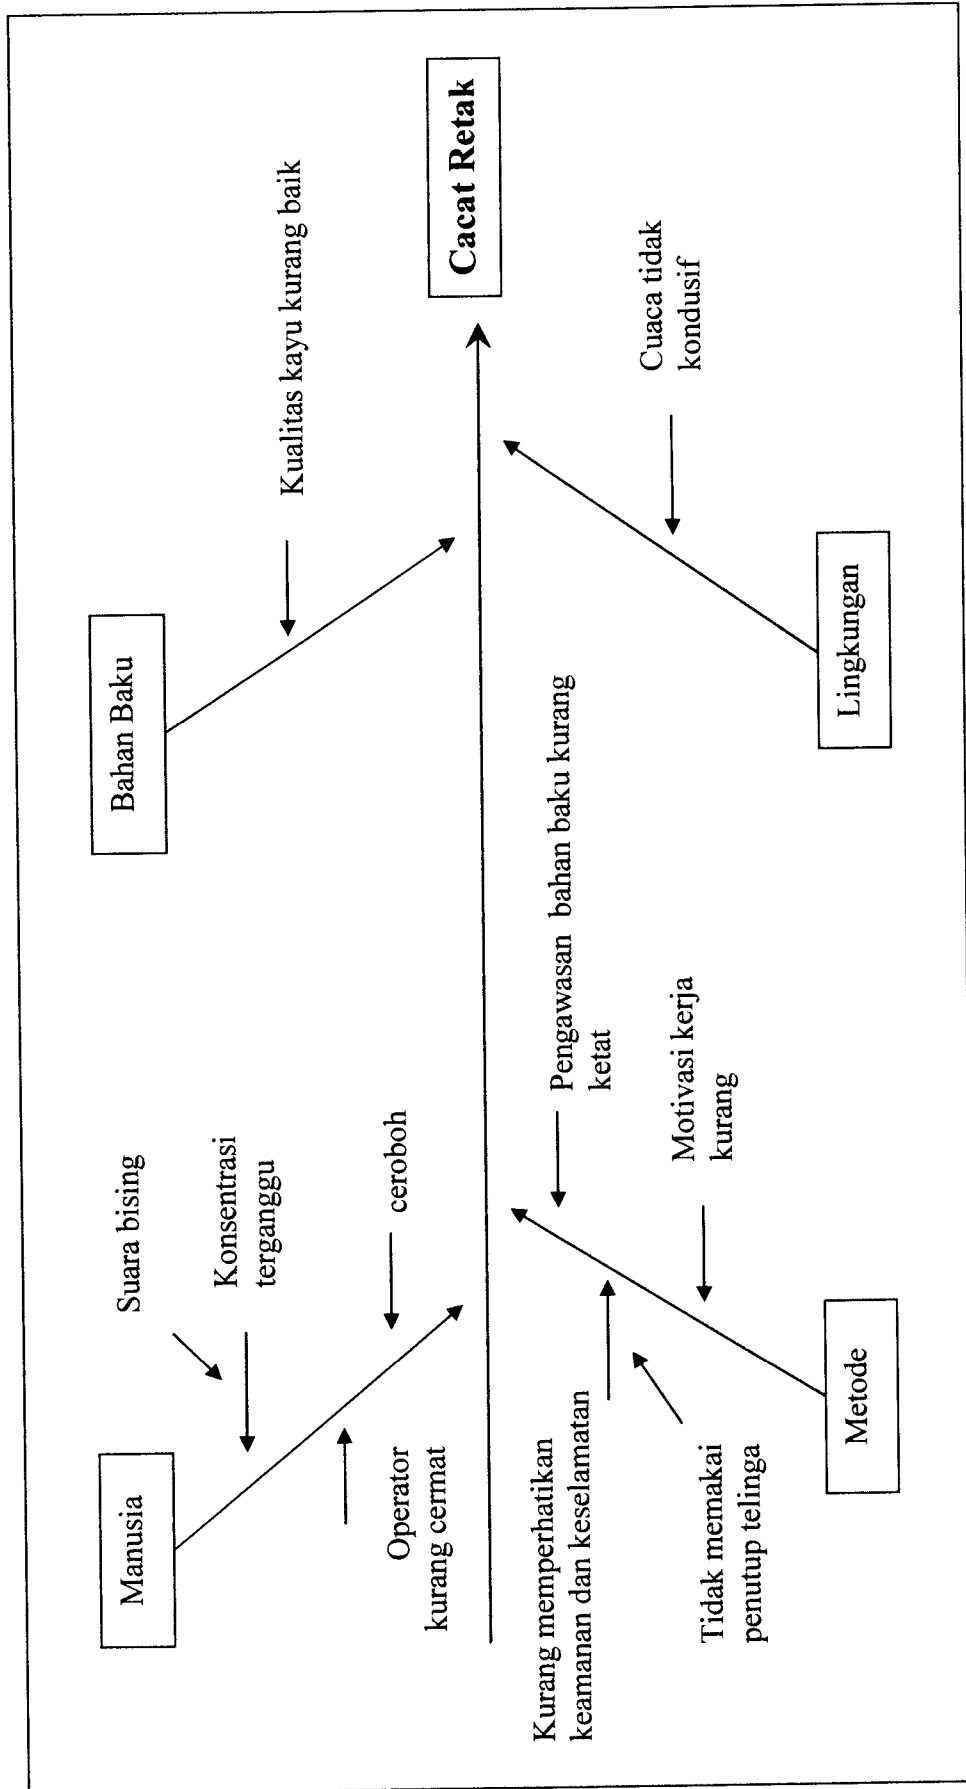 Manusia
Suara bising
Konsentrasi
terganggu
ceroboh
Operator
kurang cermat
Bahan Baku
Kualitas kayu kurang baik
Cacat Retak
Kurang memperhatikan
keamanan dan keselamatan
Tidak memakai
penutup telinga
Pengawasan bahan baku kurang
ketat
Motivasi kerja
kurang
Metode
Cuaca tidak
kondusif
Lingkungan